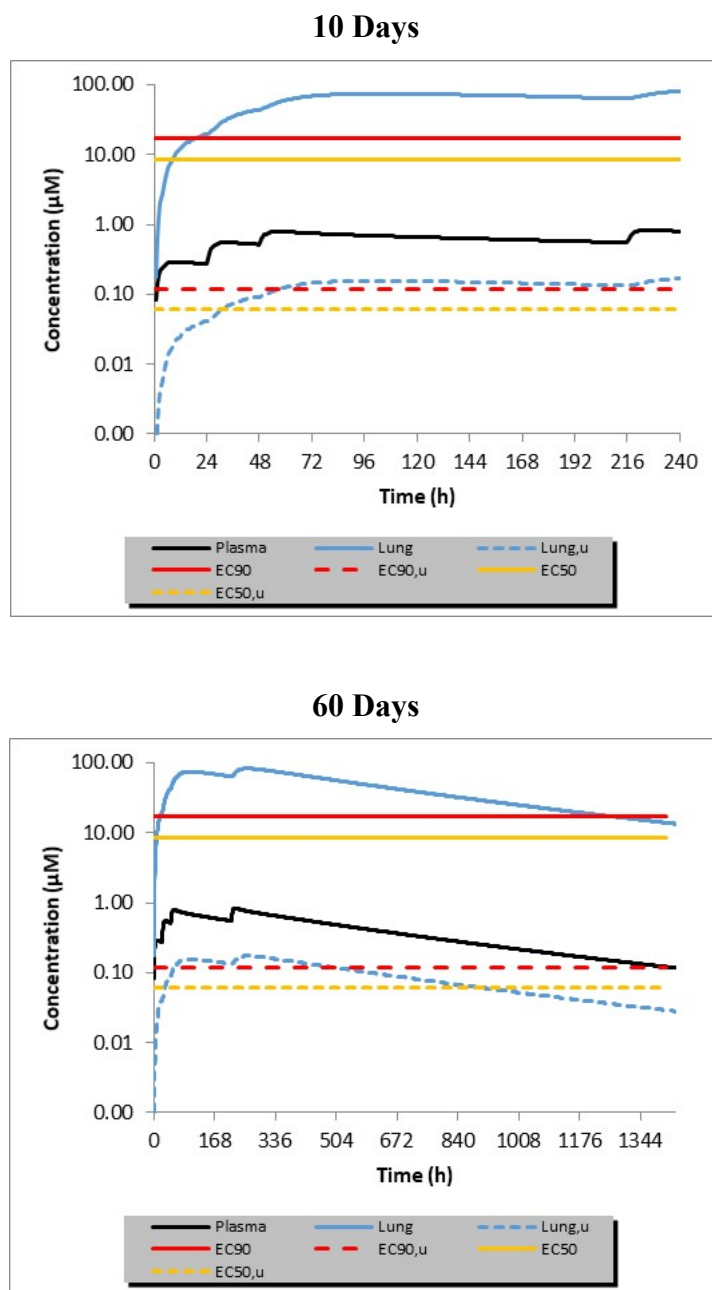 10 Days
100.00
10.00
1.00
0.10
0.01
0.00
Concentration (µM)
0 24 48 72 96 120 144 168 192 216 240
Time (h)
Plasma Lung Lung,u
EC90 EC90,u EC50
EC50,u
60 Days
100.00
10.00
1.00
0.10
0.01
0.00
Concentration (µM)
0 168 336 504 672 840 1008 1176 1344
Time (h)
Plasma Lung Lung,u
EC90 EC90,u EC50
EC50,u